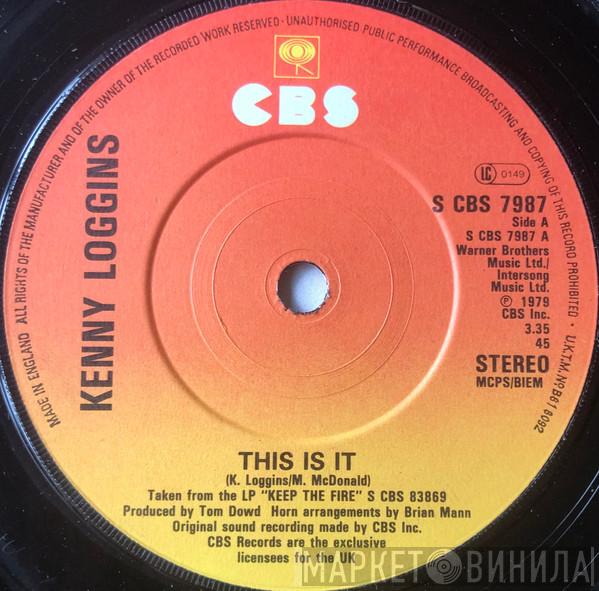 MADE IN ENGLAND · ALL RIGHTS OF THE MANUFACTURER AND OF THE OWNER OF THE RECORDED WORK RESERVED · UNAUTHORISED PUBLIC PERFORMANCE BROADCASTING AND COPYING OF THIS RECORD PROHIBITED · U.K.T.M. Nº B618092
CBS
KENNY LOGGINS
LC 0149
S CBS 7987
Side A
S CBS 7987 A
Warner Brothers
Music Ltd./
Intersong
Music Ltd.
℗ 1979
CBS Inc.
3.35
45
STEREO
MCPS/BIEM
THIS IS IT
(K. Loggins/M. McDonald)
Taken from the LP "KEEP THE FIRE" S CBS 83869
Produced by Tom Dowd Horn arrangements by Brian Mann
Original sound recording made by CBS Inc.
CBS Records are the exclusive
licensees for the UK
МАРКЕТ ВИНИЛА